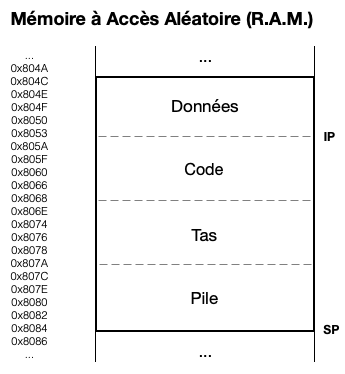 Mémoire à Accès Aléatoire (R.A.M.)
...
...
0x804A
0x804C
0x804E
0x804F
Données
0x8050
0x8053
IP
0x805A
0x805F
Code
0x8060
0x8066
0x8068
0x806E
0x8074
Tas
0x8076
0x8078
0x807A
0x807C
0x807E
Pile
0x8080
0x8082
0x8084
SP
0x8086
...
...